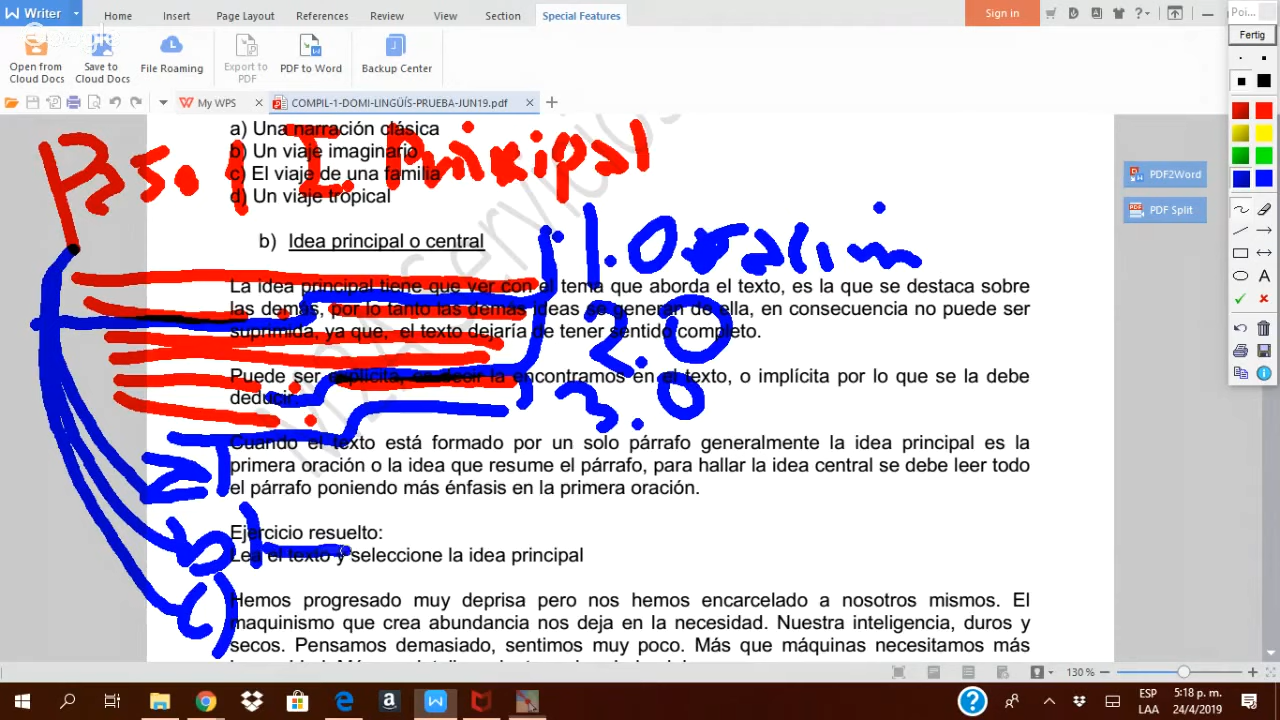 Writer
Home Insert Page Layout References Review View Section Special Features
Sign in
Poi...
Google
Fertig
Open from Cloud Docs
Save to Cloud Docs
File Roaming
Export to PDF
PDF to Word
Backup Center
My WPS
COMPIL-1-DOMI-LINGÜÍS-PRUEBA-JUN19.pdf
a) Una narración clásica
b) Un viaje imaginario
c) El viaje de una familia
d) Un viaje tropical
I. Principal
PDF2Word
PDF Split
b) Idea principal o central
1. Oración
2. O
3. O
La idea principal tiene que ver con el tema que aborda el texto, es la que se destaca sobre
las demás, por lo tanto las demás ideas se generan de ella, en consecuencia no puede ser
suprimida, ya que, el texto dejaría de tener sentido completo.
Puede ser explícita, es decir la encontramos en el texto, o implícita por lo que se la debe
deducir.
Cuando el texto está formado por un solo párrafo generalmente la idea principal es la
primera oración o la idea que resume el párrafo, para hallar la idea central se debe leer todo
el párrafo poniendo más énfasis en la primera oración.
Ejercicio resuelto:
Lea el texto y seleccione la idea principal
Hemos progresado muy deprisa pero nos hemos encarcelado a nosotros mismos. El
maquinismo que crea abundancia nos deja en la necesidad. Nuestra inteligencia, duros y
secos. Pensamos demasiado, sentimos muy poco. Más que máquinas necesitamos más
130 %
ESP
LAA
5:18 p. m.
24/4/2019